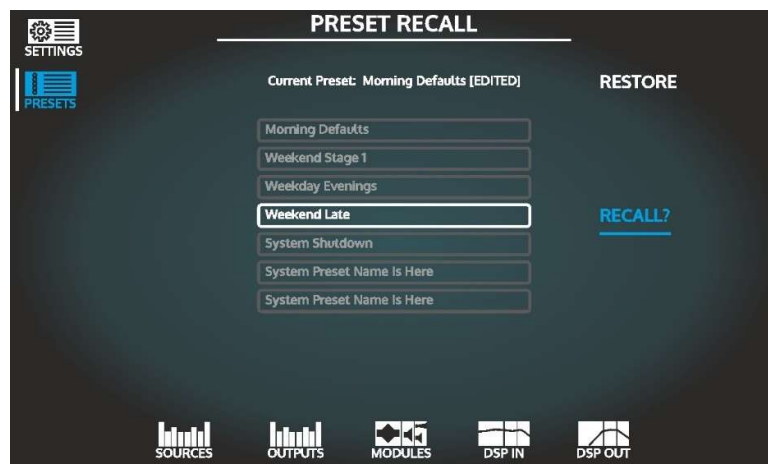 PRESET RECALL
SETTINGS
PRESETS
Current Preset: Morning Defaults [EDITED]
RESTORE
Morning Defaults
Weekend Stage 1
Weekday Evenings
Weekend Late
RECALL?
System Shutdown
System Preset Name Is Here
System Preset Name Is Here
SOURCES
OUTPUTS
MODULES
DSP IN
DSP OUT